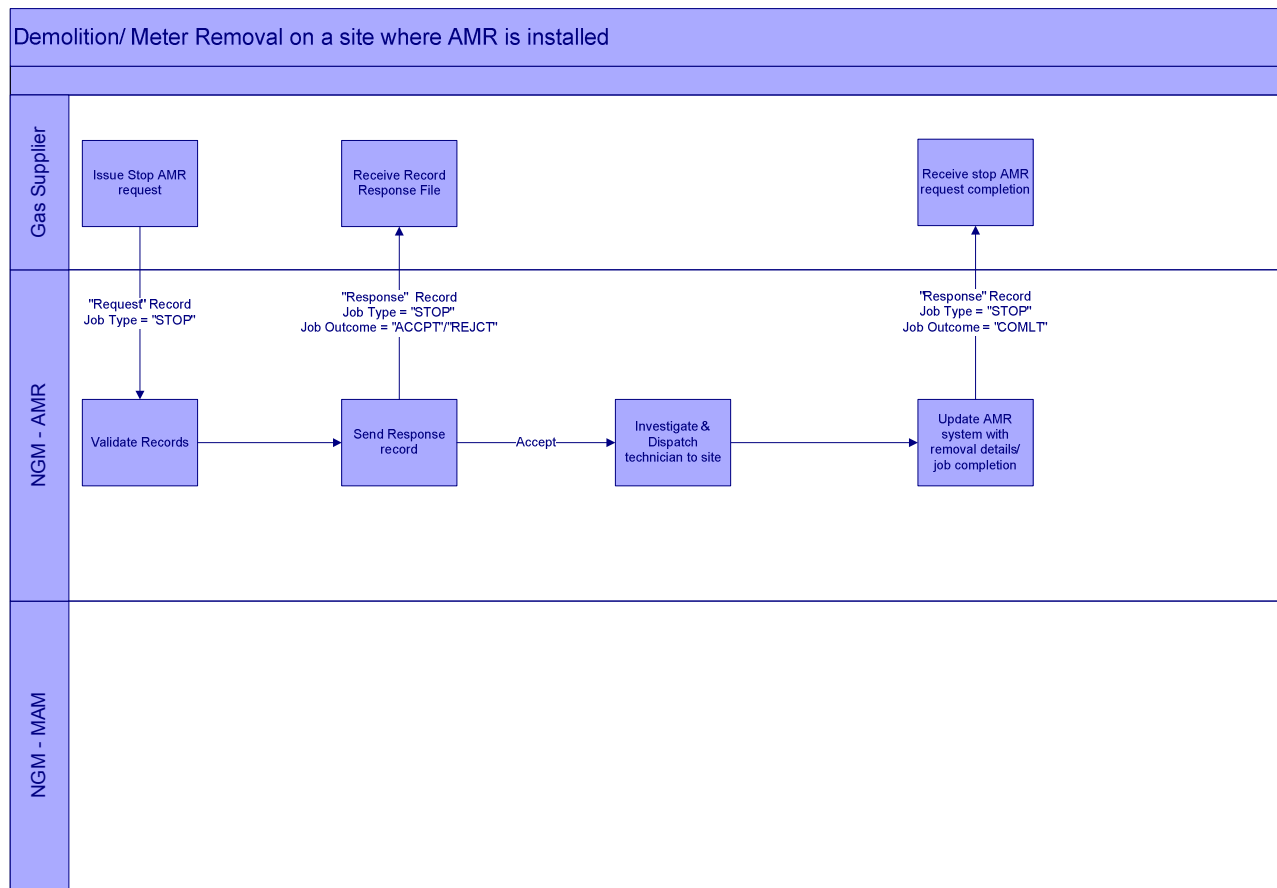 Demolition/ Meter Removal on a site where AMR is installed
Gas Supplier
Issue Stop AMR
request
Receive Record
Response File
Receive stop AMR
request completion
"Request" Record
Job Type = "STOP"
"Response" Record
Job Type = "STOP"
Job Outcome = "ACCPT"/"REJCT"
"Response" Record
Job Type = "STOP"
Job Outcome = "COMLT"
NGM - AMR
Validate Records
Send Response
record
Accept
Investigate &
Dispatch
technician to site
Update AMR
system with
removal details/
job completion
NGM - MAM